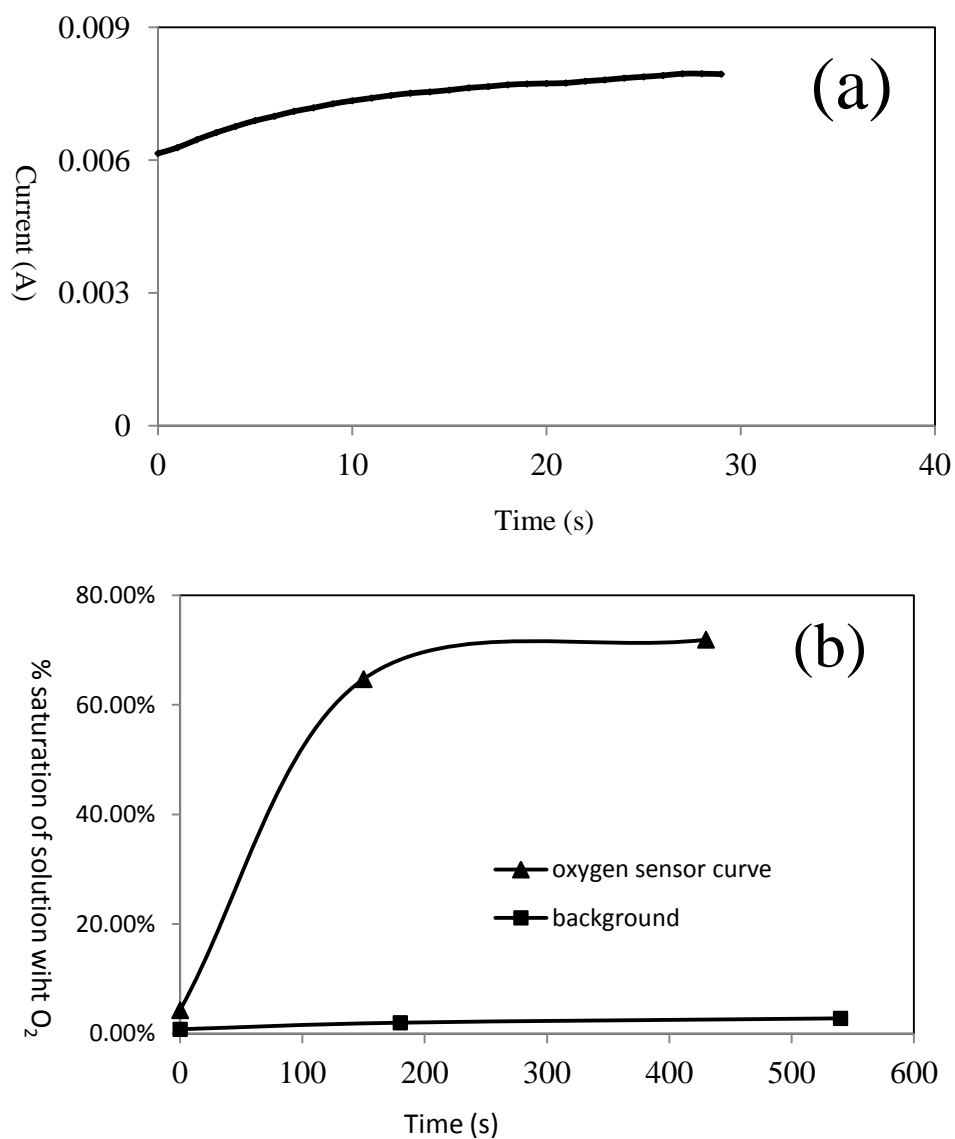 0.009
0.006
0.003
0
Current (A)
(a)
0 10 20 30 40
Time (s)
80.00%
60.00%
40.00%
20.00%
0.00%
% saturation of solution wiht O₂
(b)
oxygen sensor curve
background
0 100 200 300 400 500 600
Time (s)